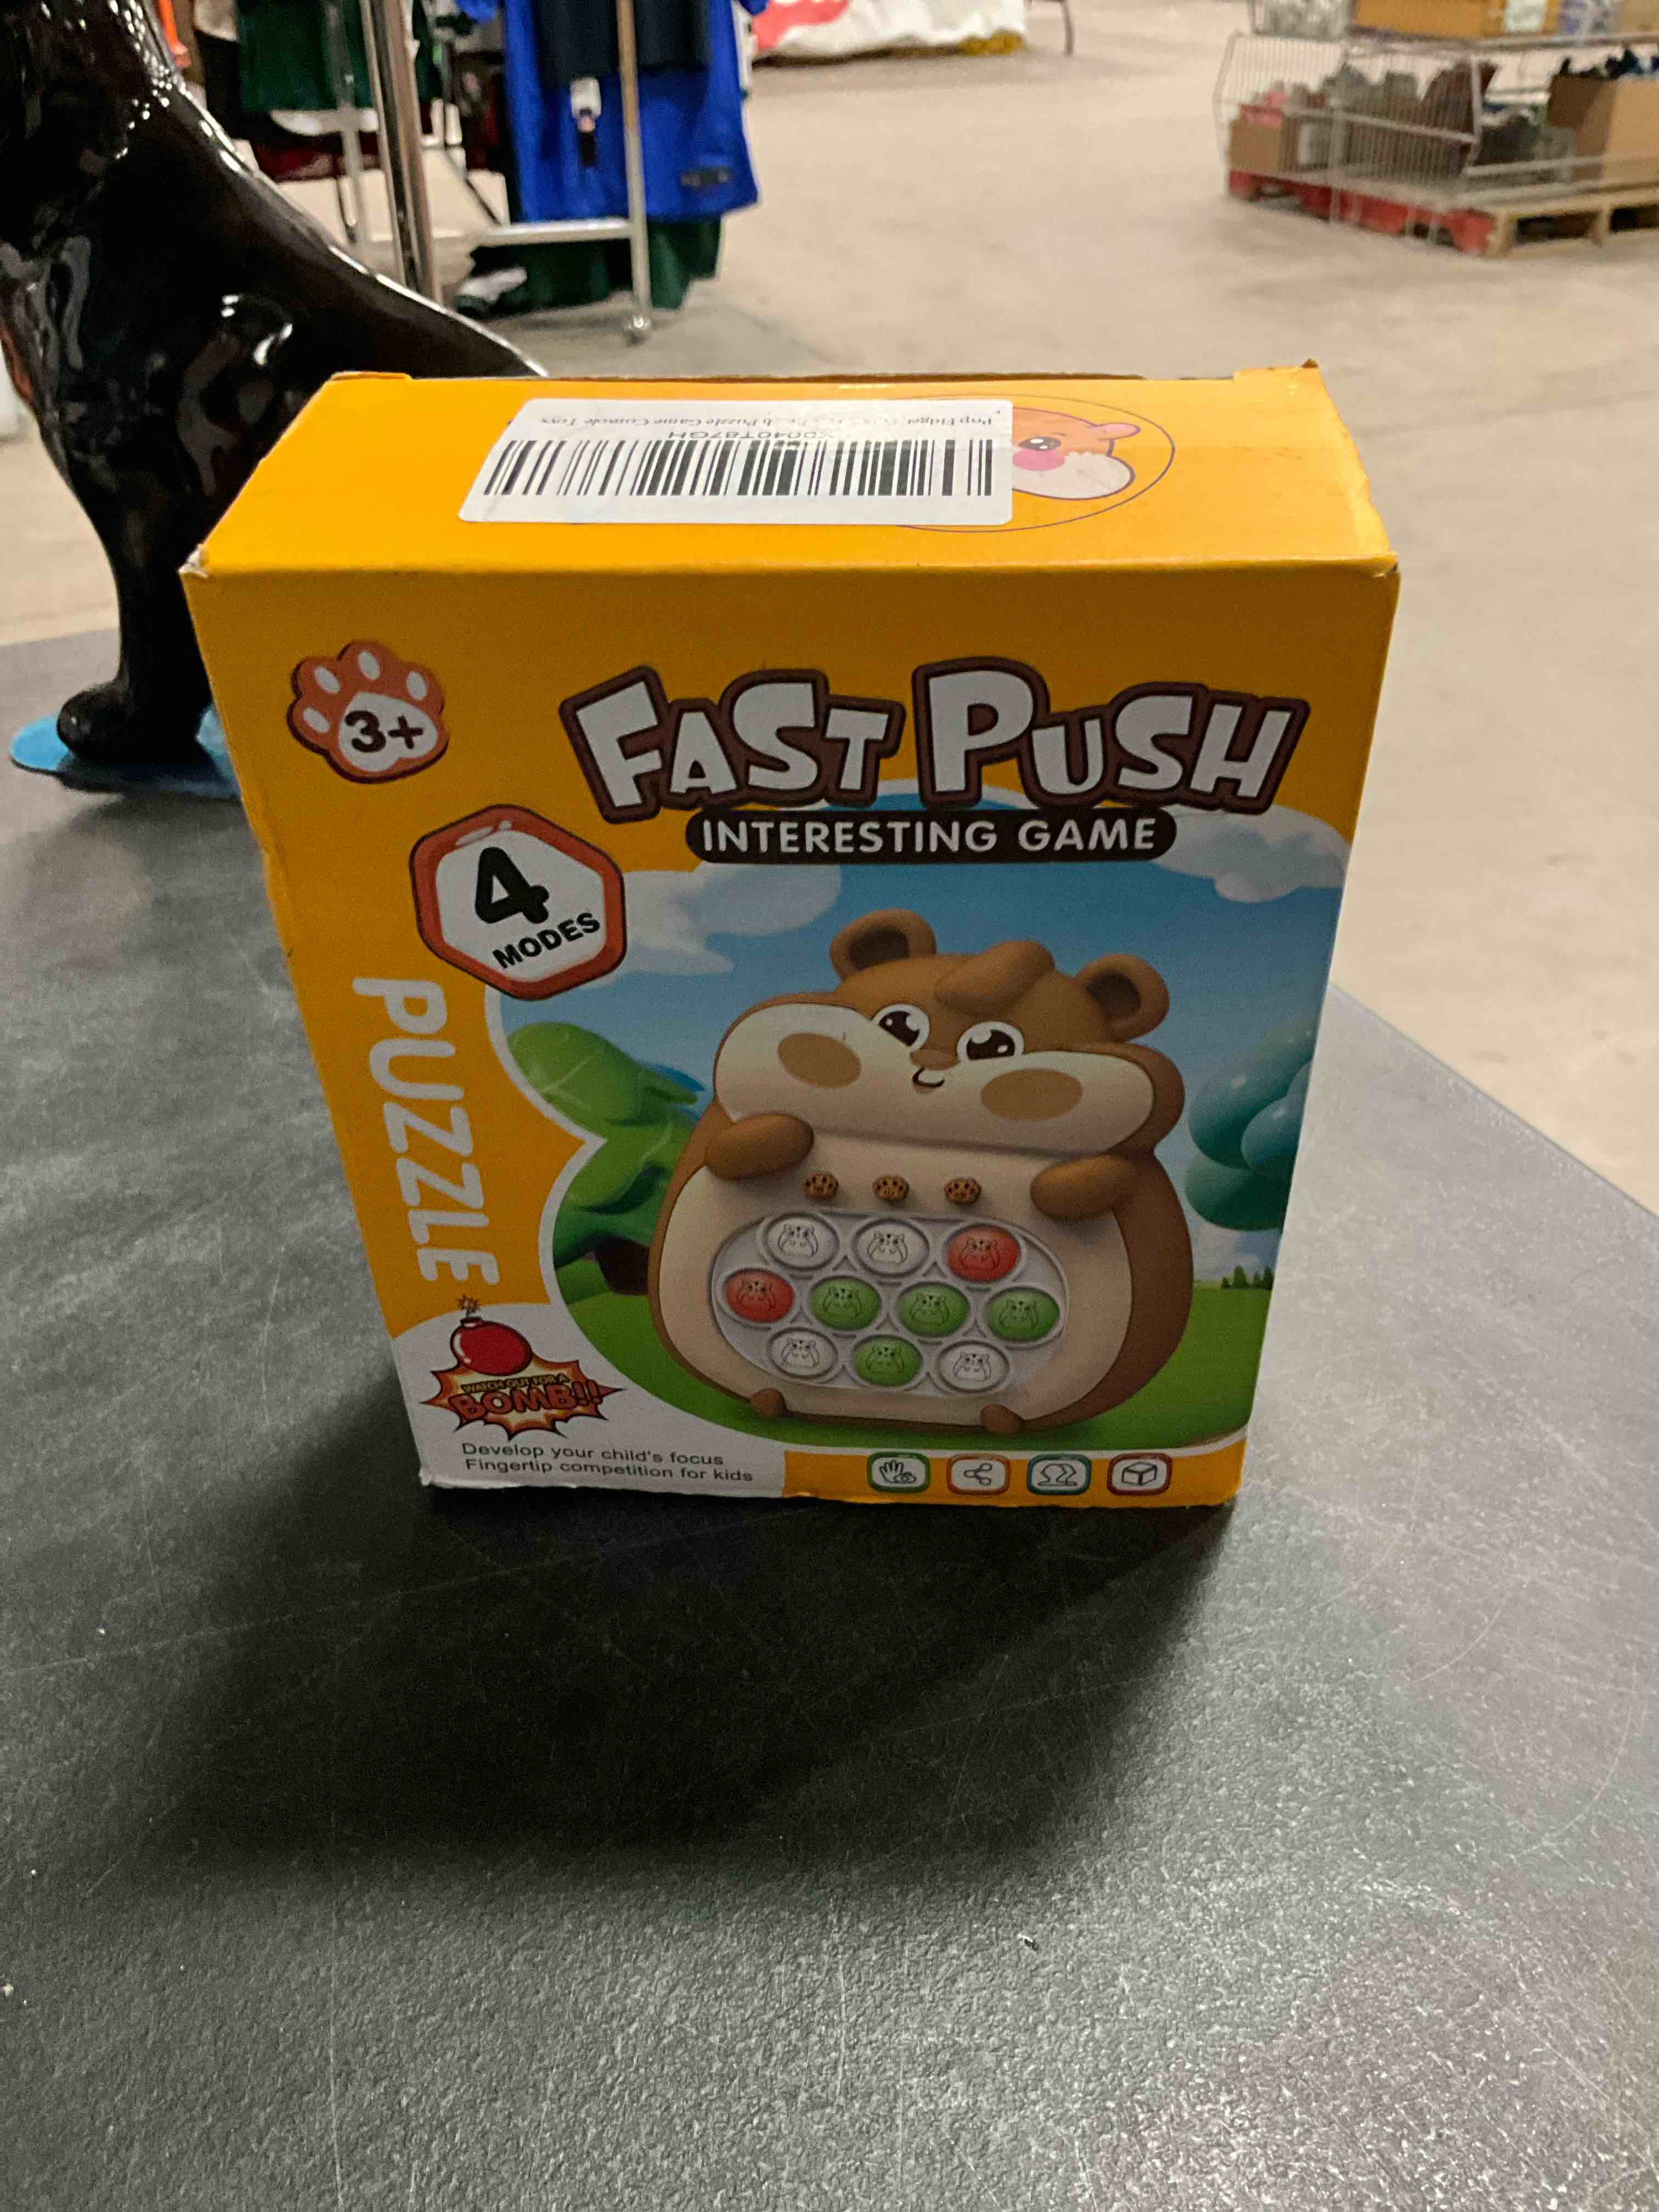 Pop Fidget
Puzzle Game Console Toys
3+
FAST PUSH
INTERESTING GAME
4
MODES
PUZZLE
WATCH OUT FOR A
BOMB!!
Develop your child's focus
Fingertip competition for kids